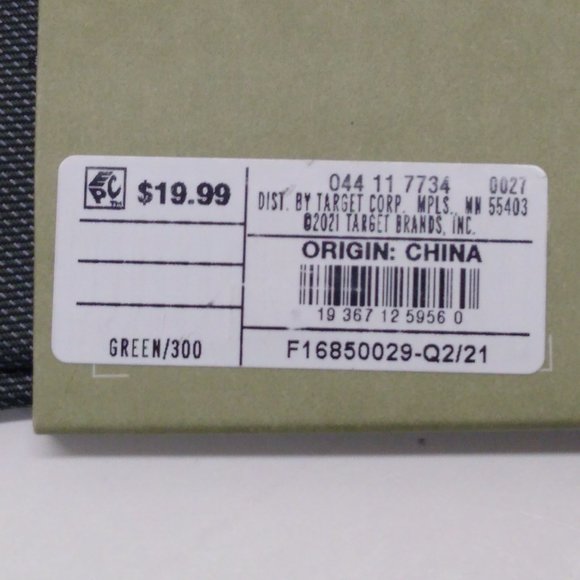 EPC™ $19.99
GREEN/300
044 11 7734 0027
DIST. BY TARGET CORP. MPLS., MN 55403
©2021 TARGET BRANDS, INC.
ORIGIN: CHINA
19 367 12 5956 0
F16850029-Q2/21